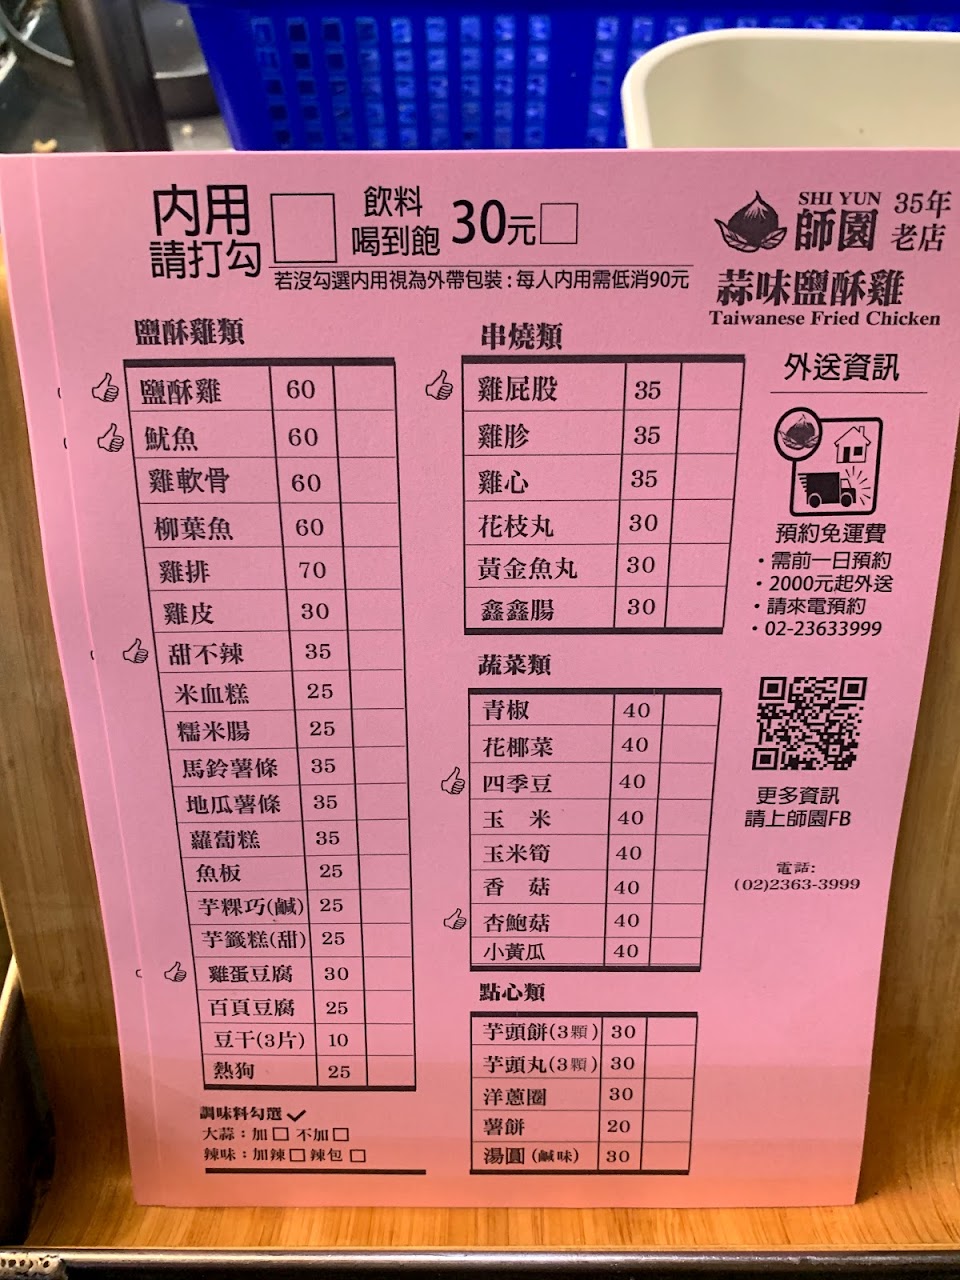 內用
請打勾
飲料
喝到飽 30元
若沒勾選內用視為外帶包裝:每人內用需低消90元
SHI YUN
師園
35年
老店
蒜味鹽酥雞
Taiwanese Fried Chicken
鹽酥雞類
鹽酥雞 60
魷魚 60
雞軟骨 60
柳葉魚 60
雞排 70
雞皮 30
甜不辣 35
米血糕 25
糯米腸 25
馬鈴薯條 35
地瓜薯條 35
蘿蔔糕 35
魚板 25
芋粿巧(鹹) 25
芋籤糕(甜) 25
雞蛋豆腐 30
百頁豆腐 25
豆干(3片) 10
熱狗 25
調味料勾選
大蒜:加 不加
辣味:加辣 辣包
串燒類
雞屁股 35
雞胗 35
雞心 35
花枝丸 30
黃金魚丸 30
鑫鑫腸 30
蔬菜類
青椒 40
花椰菜 40
四季豆 40
玉 米 40
玉米筍 40
香 菇 40
杏鮑菇 40
小黃瓜 40
點心類
芋頭餅(3顆) 30
芋頭丸(3顆) 30
洋蔥圈 30
薯餅 20
湯圓(鹹味) 30
外送資訊
預約免運費
・需前一日預約
・2000元起外送
・請來電預約
・02-23633999
更多資訊
請上師園FB
電話:
(02)2363-3999